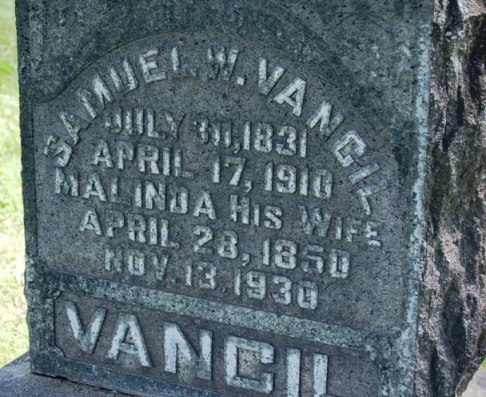 SAMUEL W. VANCIL
JULY 30, 1831
APRIL 17, 1910
MALINDA HIS WIFE
APRIL 28, 1850
NOV. 13, 1930
VANCIL